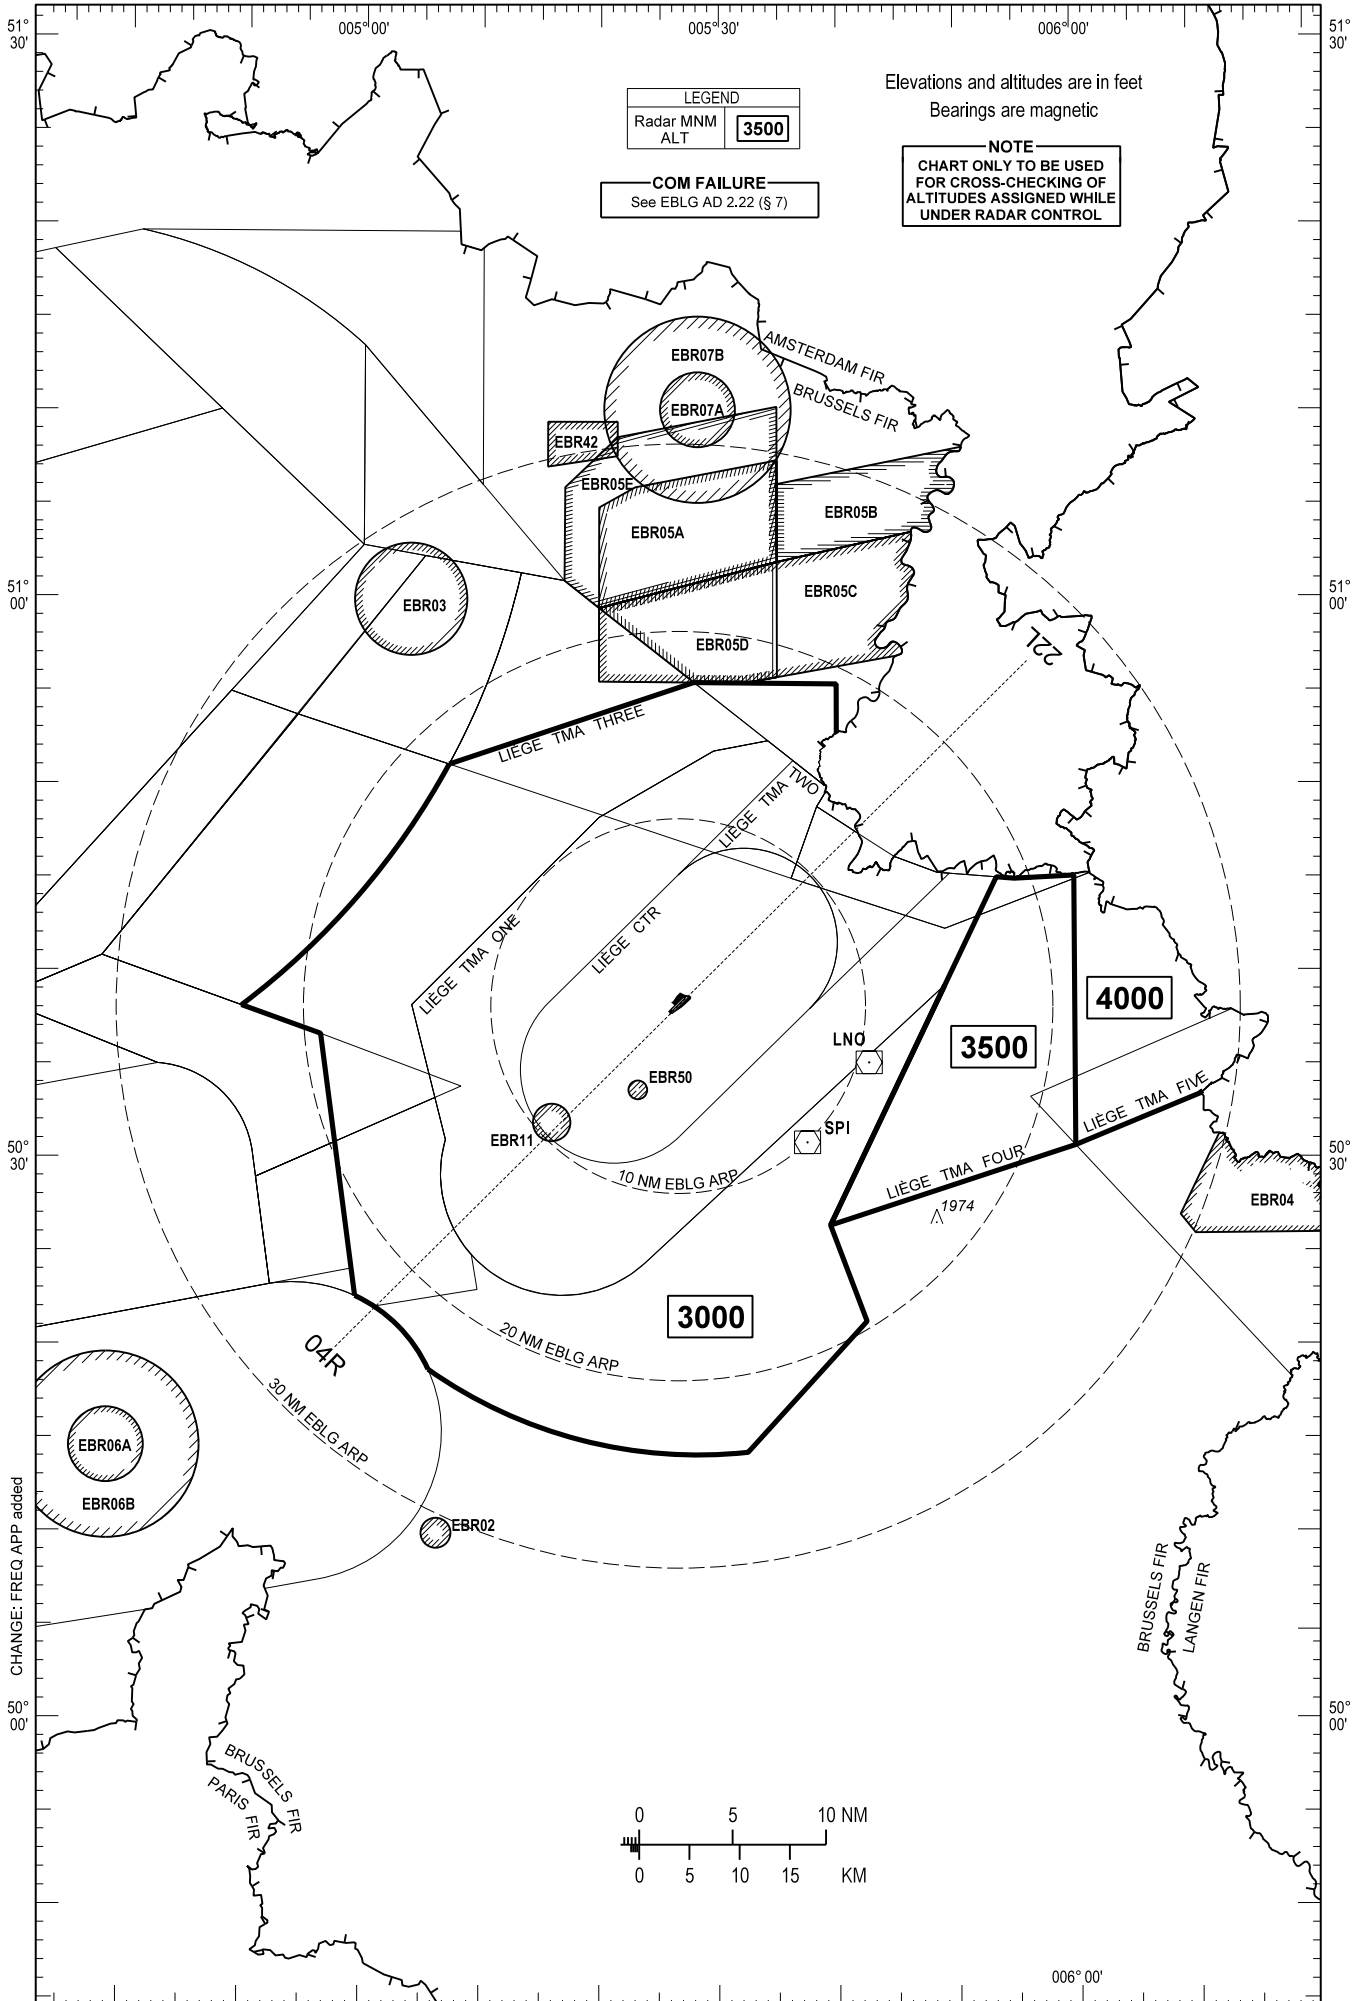 51°
30'
005° 00'
005° 30'
006° 00'
51°
30'
Elevations and altitudes are in feet
Bearings are magnetic
LEGEND
Radar MNM
ALT
3500
NOTE
CHART ONLY TO BE USED
FOR CROSS-CHECKING OF
ALTITUDES ASSIGNED WHILE
UNDER RADAR CONTROL
COM FAILURE
See EBLG AD 2.22 (§ 7)
AMSTERDAM FIR
BRUSSELS FIR
EBR07B
EBR07A
EBR42
EBR05E
EBR05A
EBR05B
EBR05C
EBR05D
EBR03
51°
00'
51°
00'
22L
LIÈGE TMA THREE
LIÈGE TMA TWO
LIÈGE TMA ONE
LIÈGE CTR
4000
3500
LNO
EBR50
SPI
EBR11
10 NM EBLG ARP
LIÈGE TMA FIVE
LIÈGE TMA FOUR
1974
50°
30'
50°
30'
EBR04
3000
20 NM EBLG ARP
04R
30 NM EBLG ARP
EBR06A
EBR06B
EBR02
CHANGE: FREQ APP added
BRUSSELS FIR
LANGEN FIR
50°
00'
50°
00'
BRUSSELS FIR
PARIS FIR
0 5 10 NM
0 5 10 15 KM
006° 00'